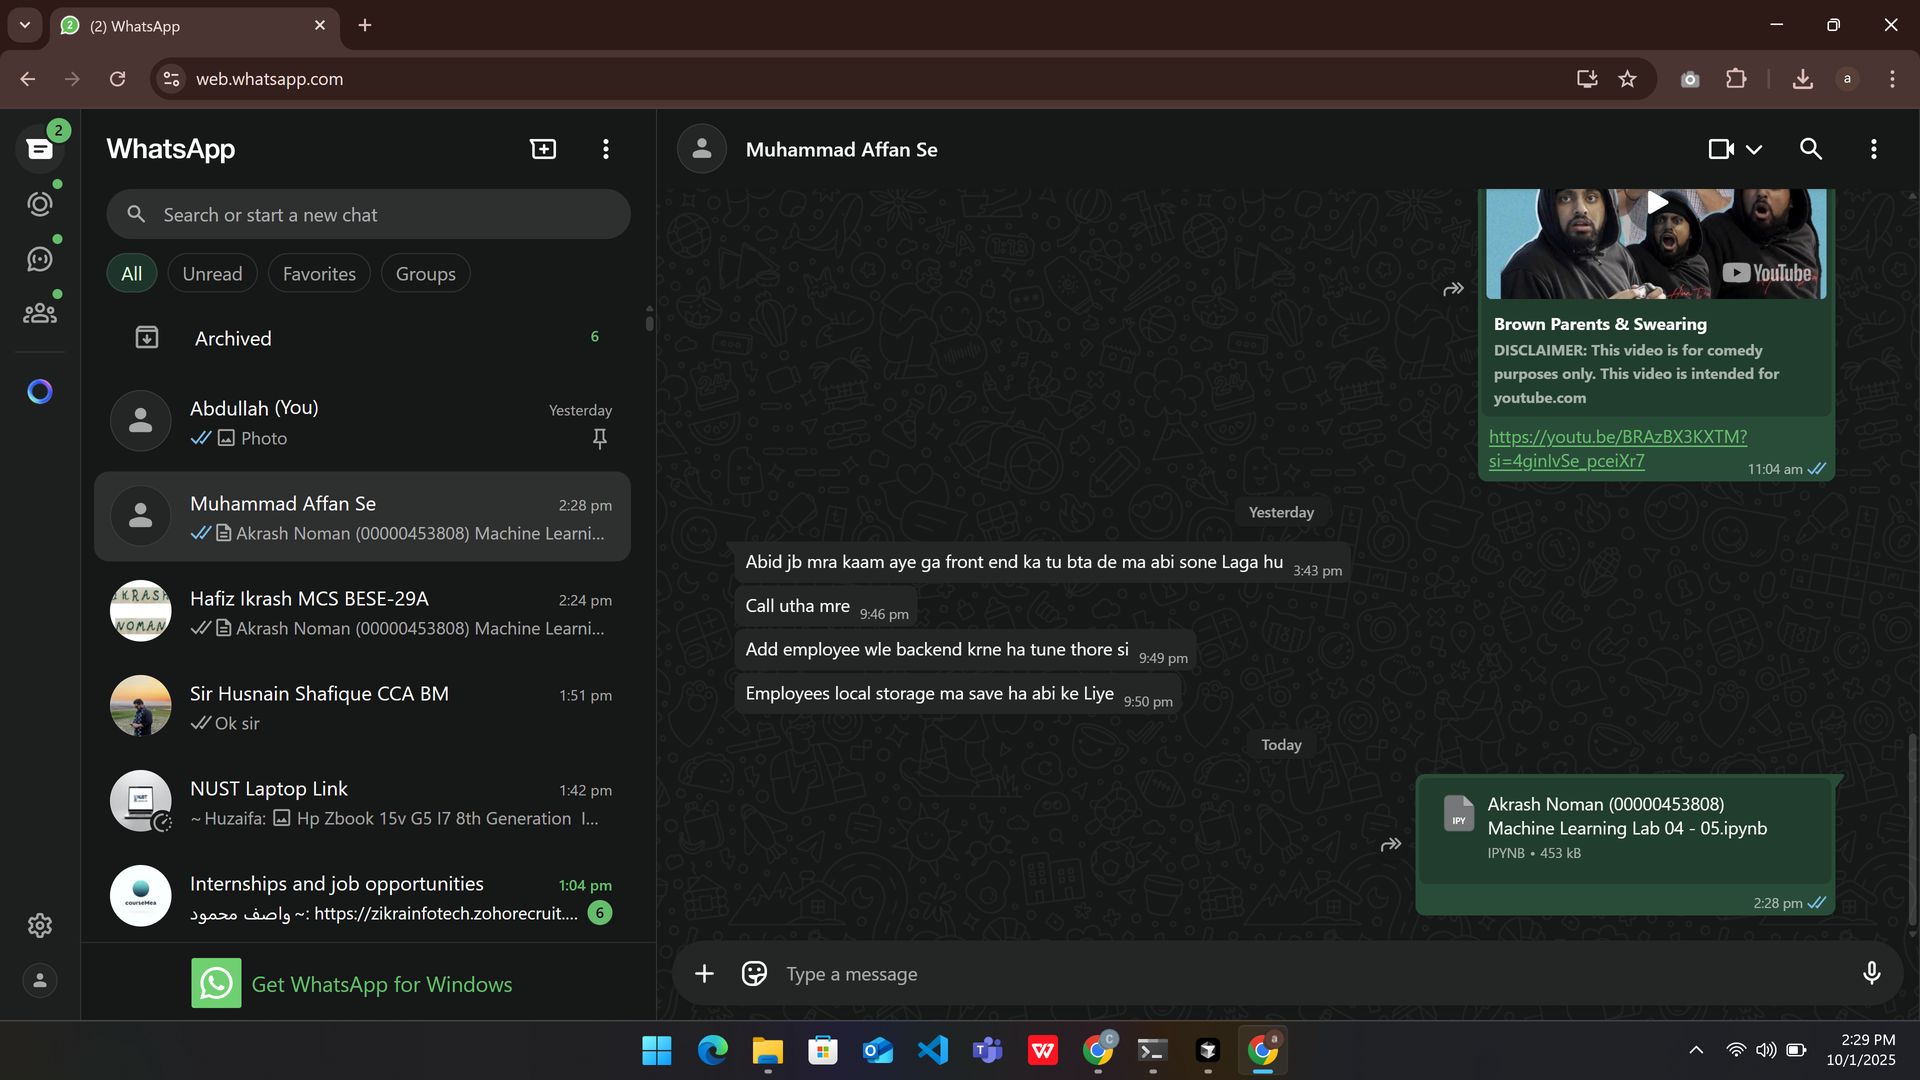 (2) WhatsApp
web.whatsapp.com
a
2
WhatsApp
Search or start a new chat
All
Unread
Favorites
Groups
Archived
6
Abdullah (You)
Yesterday
Photo
Muhammad Affan Se
2:28 pm
Akrash Noman (00000453808) Machine Learni...
Hafiz Ikrash MCS BESE-29A
2:24 pm
Akrash Noman (00000453808) Machine Learni...
IKRASH
NOMAN
Sir Husnain Shafique CCA BM
1:51 pm
Ok sir
NUST Laptop Link
1:42 pm
~ Huzaifa: Hp Zbook 15v G5 I7 8th Generation I...
Internships and job opportunities
1:04 pm
courseMea
~ واصف محمود: https://zikrainfotech.zohorecruit....
6
Get WhatsApp for Windows
Muhammad Affan Se
YouTube
Brown Parents & Swearing
DISCLAIMER: This video is for comedy
purposes only. This video is intended for
youtube.com
https://youtu.be/BRAzBX3KXTM?
si=4ginIvSe_pceiXr7
11:04 am
Yesterday
Abid jb mra kaam aye ga front end ka tu bta de ma abi sone Laga hu
3:43 pm
Call utha mre
9:46 pm
Add employee wle backend krne ha tune thore si
9:49 pm
Employees local storage ma save ha abi ke Liye
9:50 pm
Today
IPY
Akrash Noman (00000453808)
Machine Learning Lab 04 - 05.ipynb
IPYNB • 453 kB
2:28 pm
Type a message
2:29 PM
10/1/2025